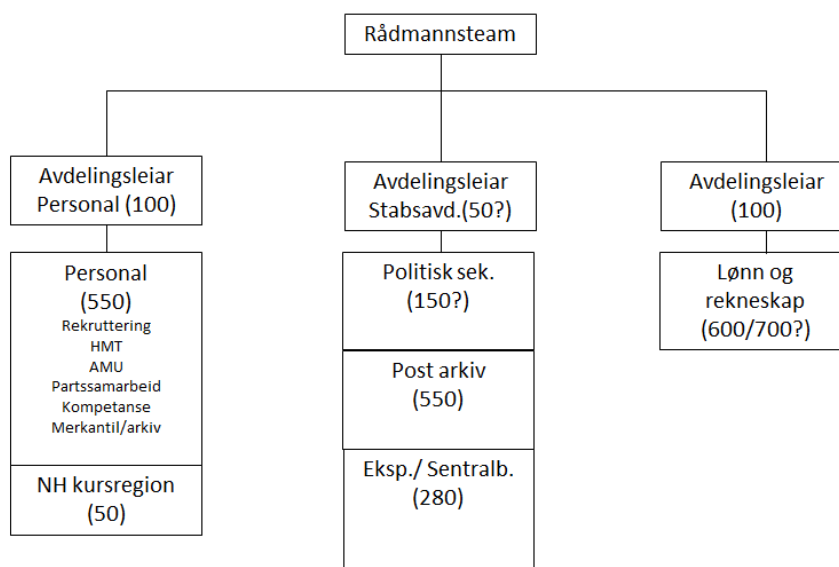 Rådmannsteam
Avdelingsleiar
Personal (100)
Personal
(550)
Rekruttering
HMT
AMU
Partssamarbeid
Kompetanse
Merkantil/arkiv
NH kursregion
(50)
Avdelingsleiar
Stabsavd.(50?)
Politisk sek.
(150?)
Post arkiv
(550)
Eksp./ Sentralb.
(280)
Avdelingsleiar
(100)
Lønn og
rekneskap
(600/700?)